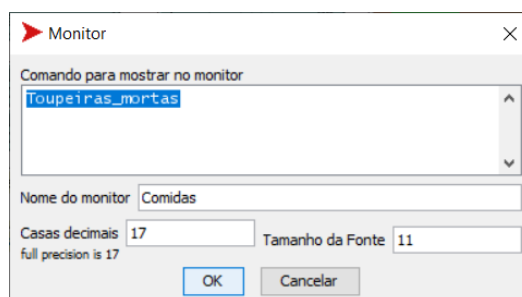 Monitor
Comando para mostrar no monitor
Toupeiras_mortas
Nome do monitor Comidas
Casas decimais 17 Tamanho da Fonte 11
full precision is 17
OK Cancelar